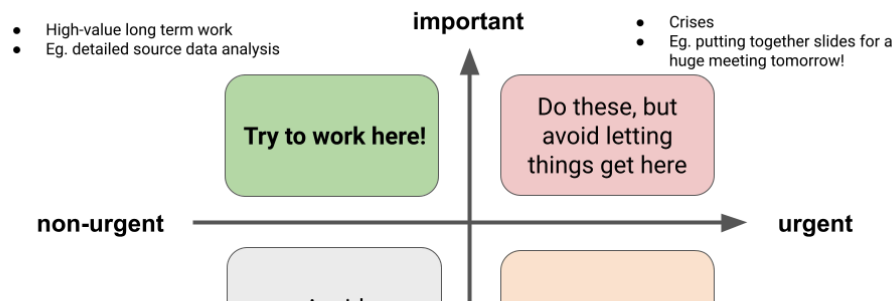 important
High-value long term work
Eg. detailed source data analysis
Crises
Eg. putting together slides for a
huge meeting tomorrow!
Try to work here!
Do these, but
avoid letting
things get here
non-urgent
urgent